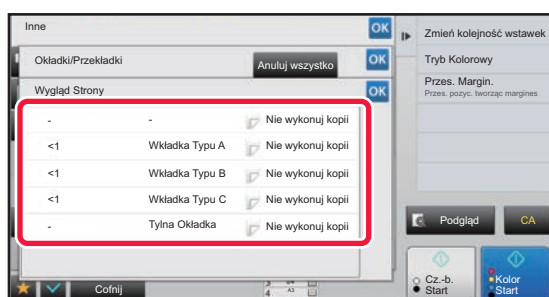 Inne
OK
Okładki/Przekładki
Anuluj wszystko
OK
Wygląd Strony
OK
- - Nie wykonuj kopii
<1 Wkładka Typu A Nie wykonuj kopii
<1 Wkładka Typu B Nie wykonuj kopii
<1 Wkładka Typu C Nie wykonuj kopii
- Tylna Okładka Nie wykonuj kopii
Cofnij
4 A3
Zmień kolejność wstawek
Tryb Kolorowy
Przes. Margin.
Przes. pozyc. tworząc margines
Podgląd
CA
Cz.-b.
Start
Kolor
Start